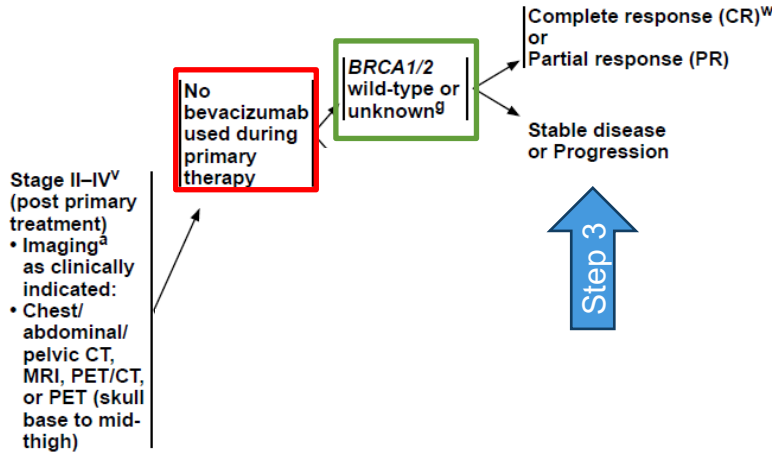 Stage II–IVᵛ
(post primary
treatment)
• Imagingᵃ
as clinically
indicated:
• Chest/
abdominal/
pelvic CT,
MRI, PET/CT,
or PET (skull
base to mid-
thigh)
No
bevacizumab
used during
primary
therapy
BRCA1/2
wild-type or
unknownᵍ
Complete response (CR)ʷ
or
Partial response (PR)
Stable disease
or Progression
Step 3